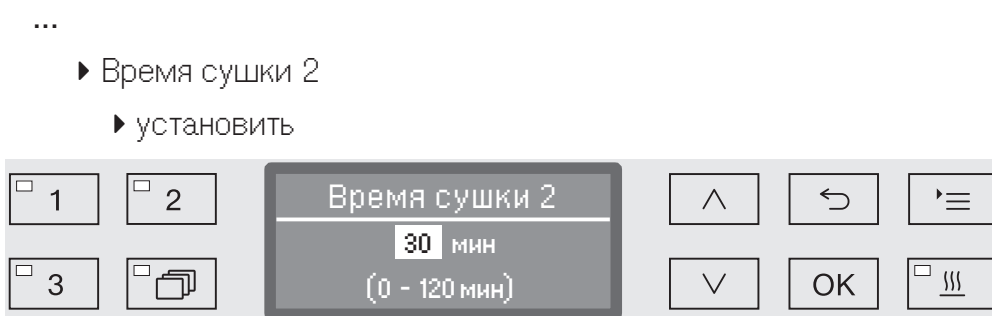 ...
▶ Время сушки 2
▶ установить
1
2
Время сушки 2
30 мин
(0 - 120 мин)
3
OK